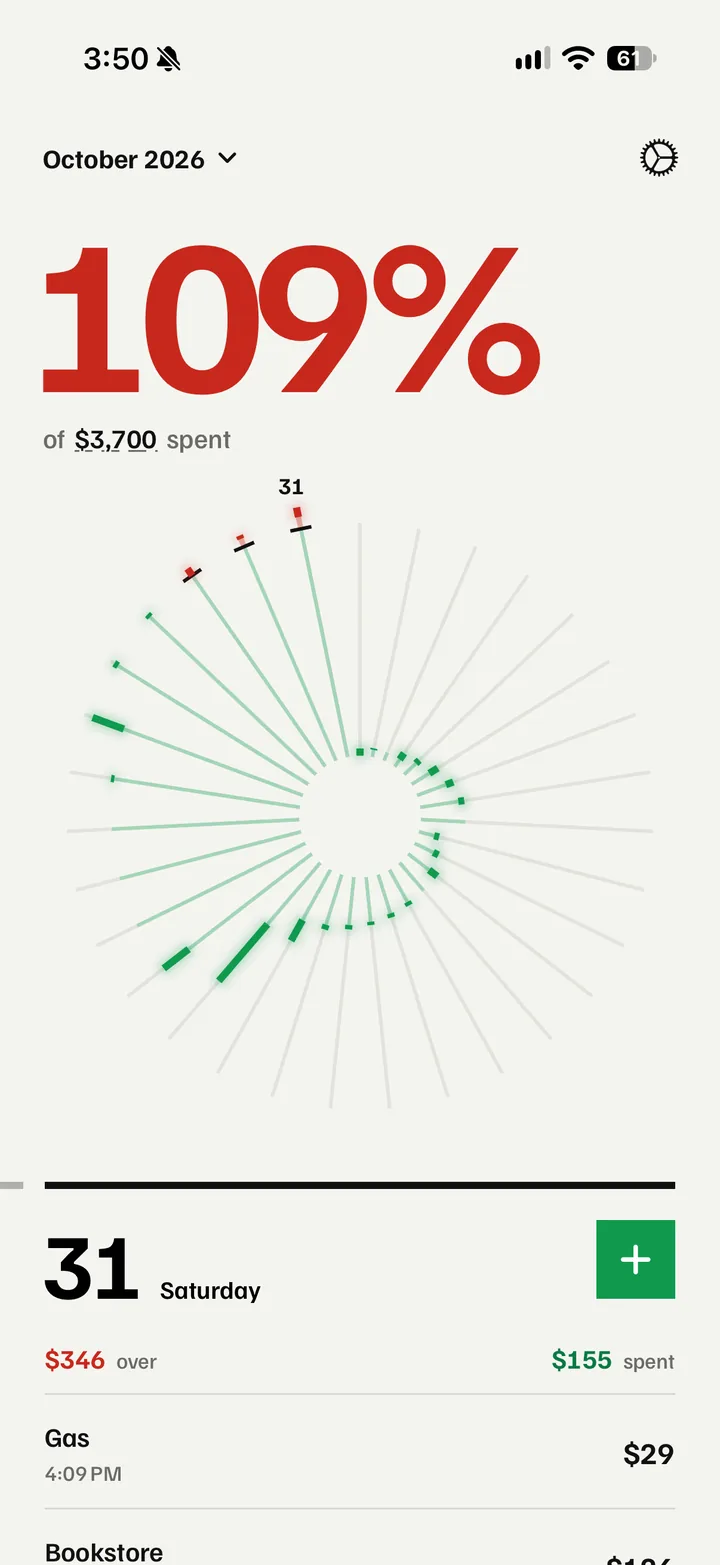 3:50
61
October 2026
109%
of $3,700 spent
31
31 Saturday
$346 over
$155 spent
Gas
4:09 PM
$29
Bookstore